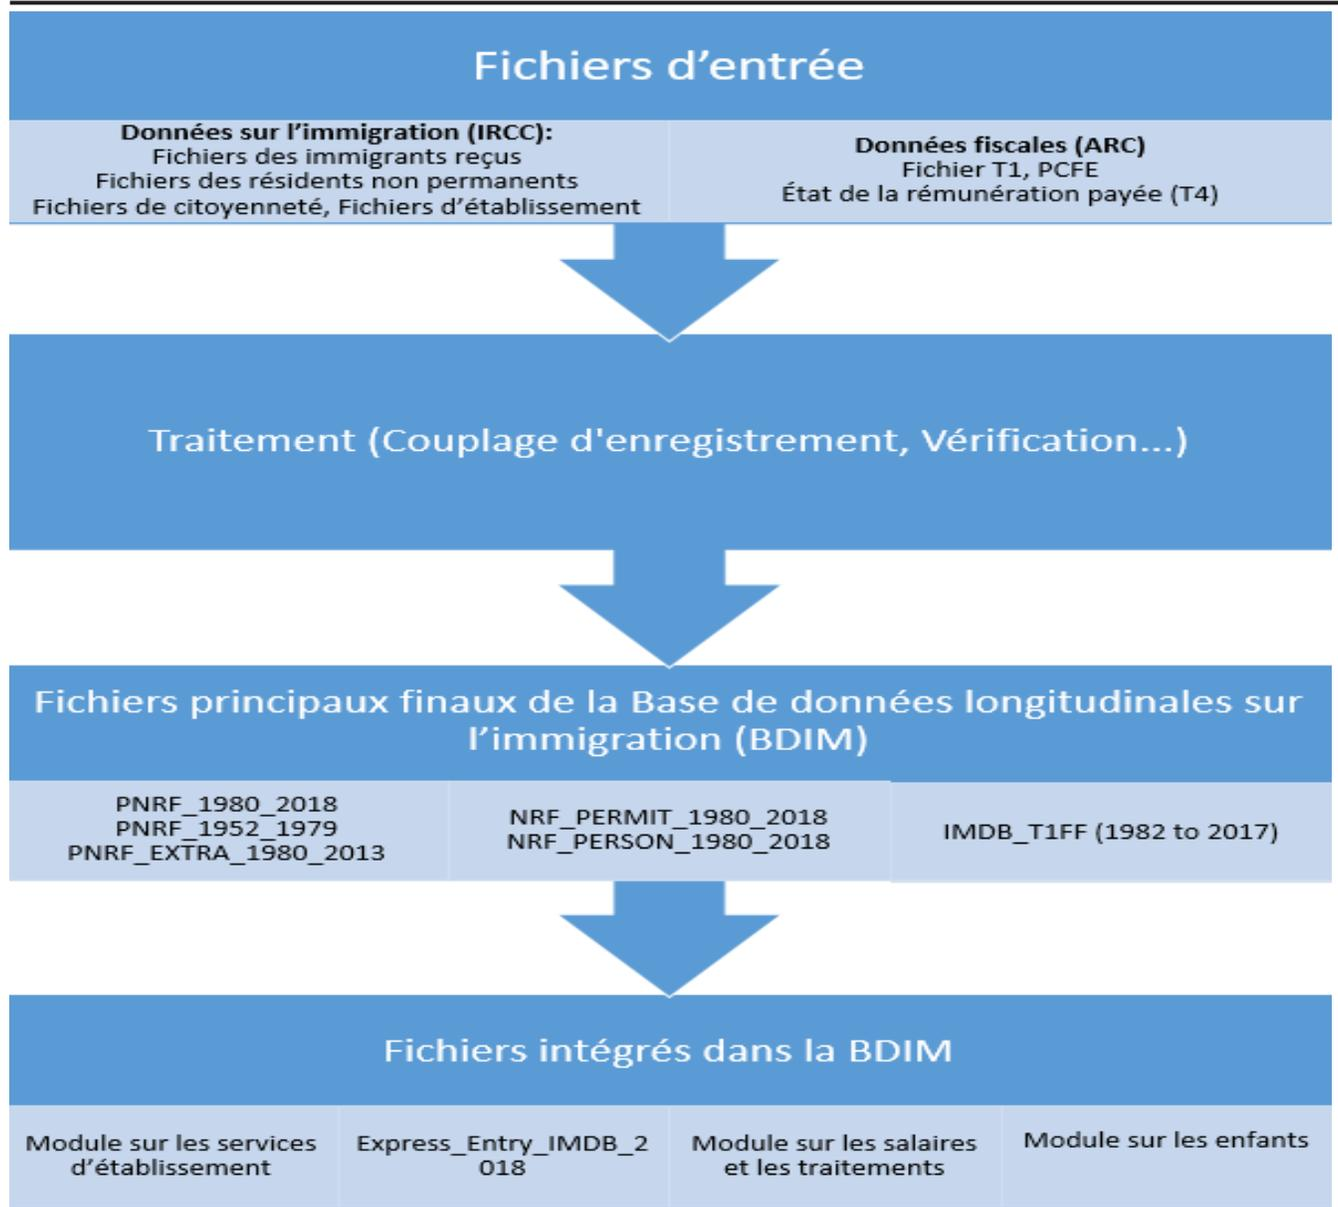 Fichiers d’entrée
Données sur l’immigration (IRCC):
Fichiers des immigrants reçus
Fichiers des résidents non permanents
Fichiers de citoyenneté, Fichiers d’établissement
Données fiscales (ARC)
Fichier T1, PCFE
État de la rémunération payée (T4)
Traitement (Couplage d'enregistrement, Vérification...)
Fichiers principaux finaux de la Base de données longitudinales sur
l’immigration (BDIM)
PNRF_1980_2018
PNRF_1952_1979
PNRF_EXTRA_1980_2013
NRF_PERMIT_1980_2018
NRF_PERSON_1980_2018
IMDB_T1FF (1982 to 2017)
Fichiers intégrés dans la BDIM
Module sur les services
d’établissement
Express_Entry_IMDB_2
018
Module sur les salaires
et les traitements
Module sur les enfants